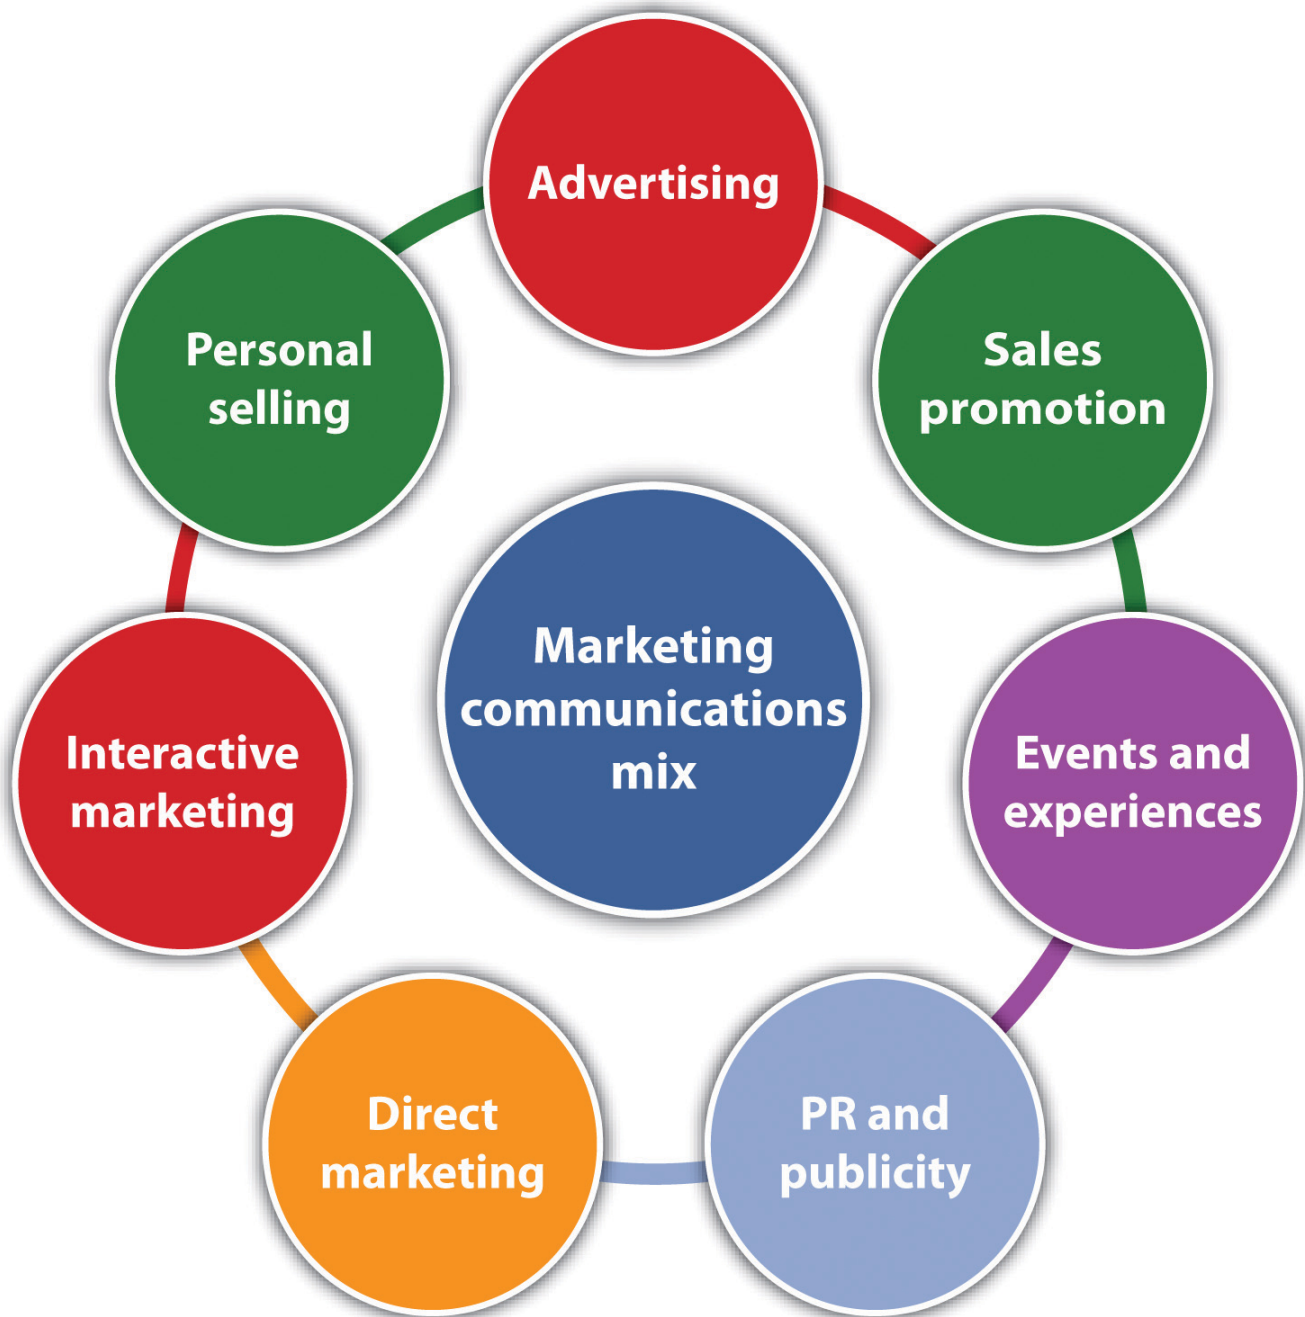 Advertising
Sales
promotion
Events and
experiences
PR and
publicity
Direct
marketing
Interactive
marketing
Personal
selling
Marketing
communications
mix